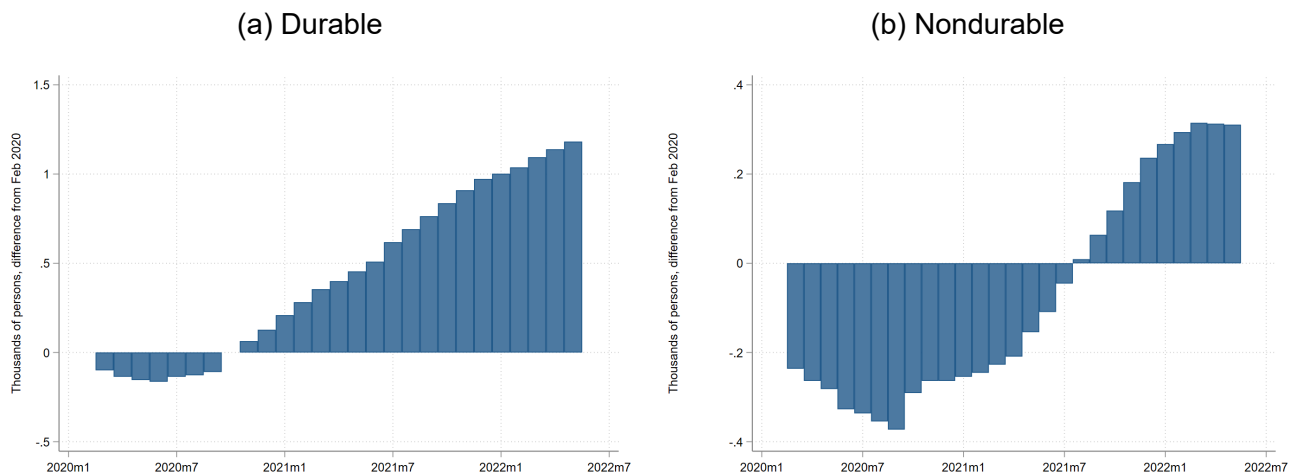 (a) Durable
Thousands of persons, difference from Feb 2020
1.5
1
.5
0
-.5
2020m1 2020m7 2021m1 2021m7 2022m1 2022m7
(b) Nondurable
Thousands of persons, difference from Feb 2020
.4
.2
0
-.2
-.4
2020m1 2020m7 2021m1 2021m7 2022m1 2022m7